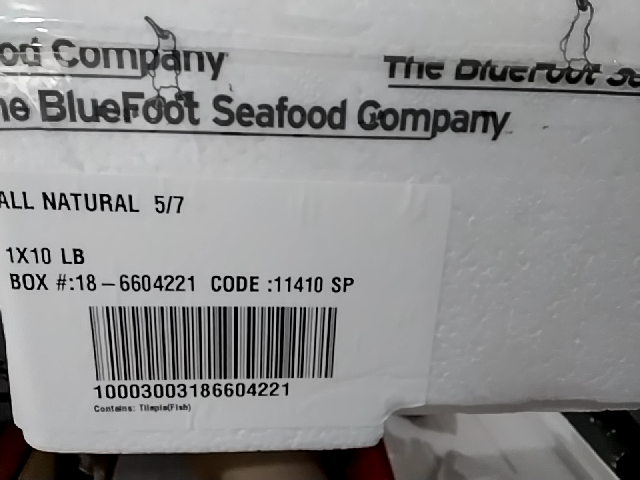 od Company
The BlueFoot Se
he BlueFoot Seafood Company
ALL NATURAL 5/7
1X10 LB
BOX #:18-6604221 CODE :11410 SP
10003003186604221
Contains: Tilapia(Fish)